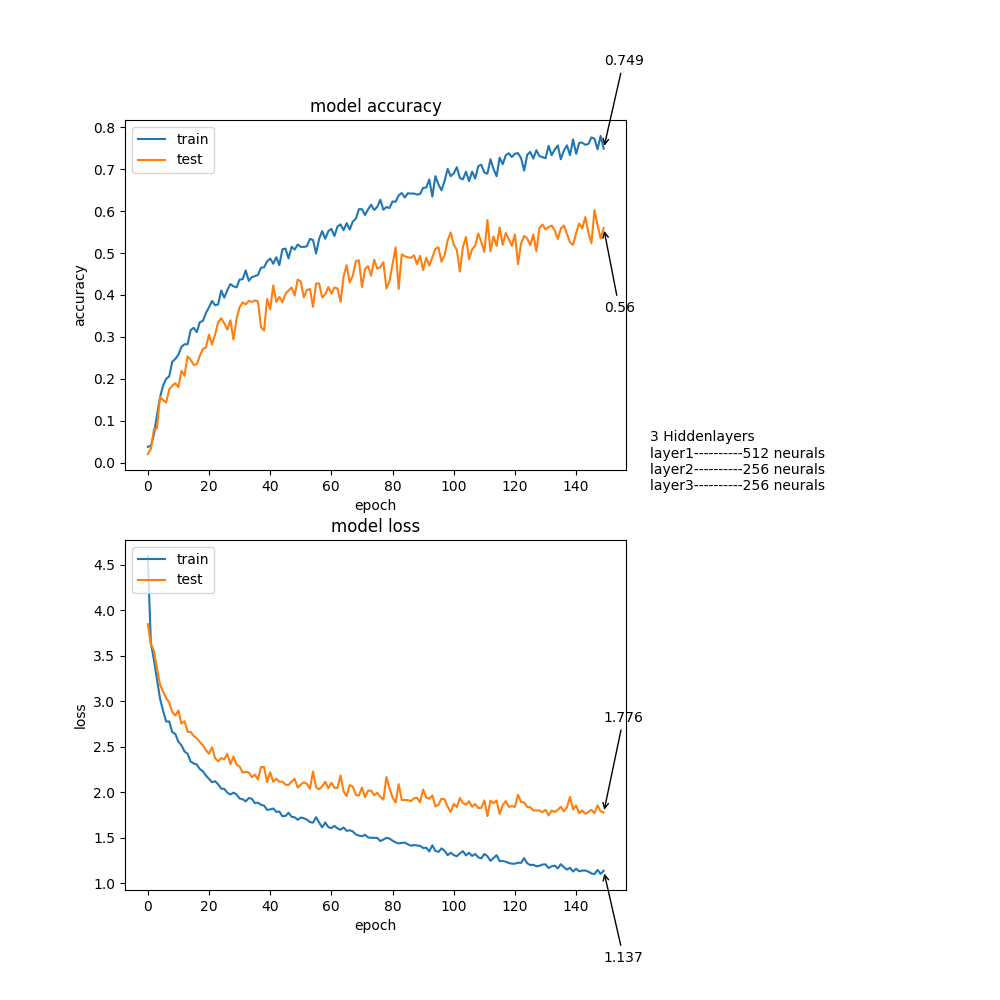 0.749
model accuracy
train
test
0.8
0.7
0.6
0.5
0.4
0.3
0.2
0.1
0.0
accuracy
0.56
0 20 40 60 80 100 120 140
epoch
3 Hiddenlayers
layer1----------512 neurals
layer2----------256 neurals
layer3----------256 neurals
model loss
train
test
4.5
4.0
3.5
3.0
2.5
2.0
1.5
1.0
loss
1.776
0 20 40 60 80 100 120 140
epoch
1.137